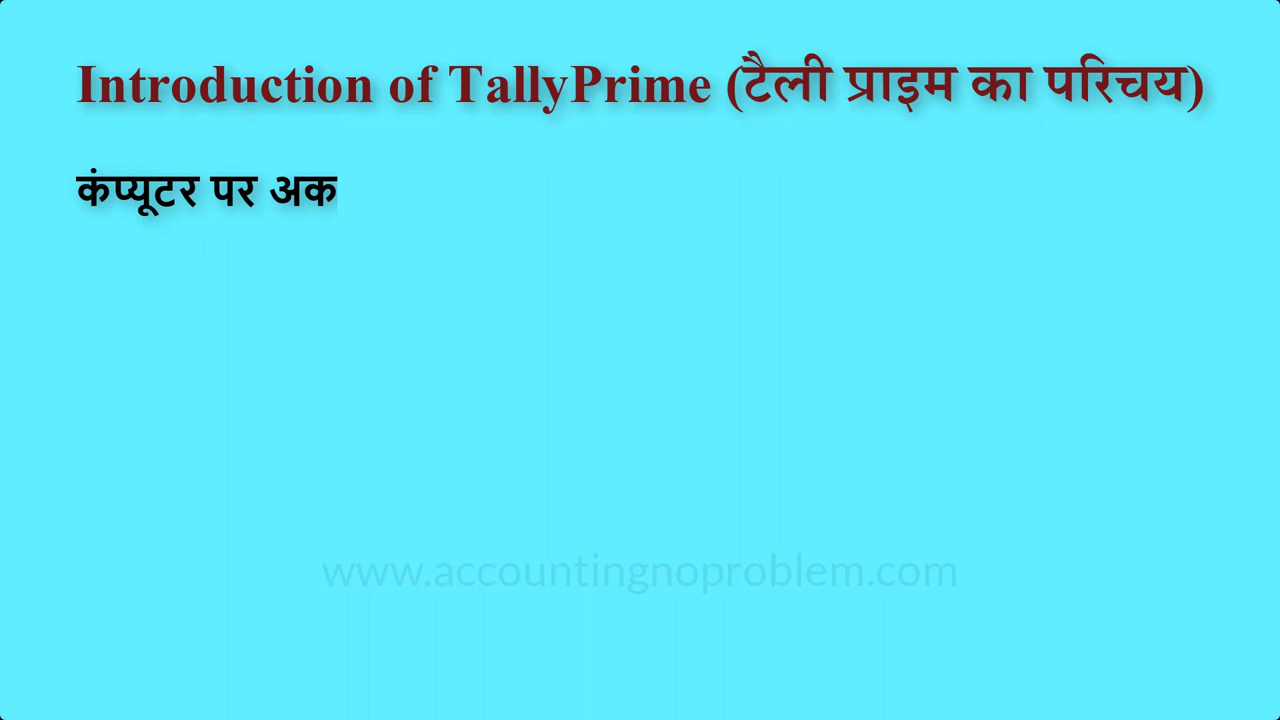 Introduction of TallyPrime (टैली प्राइम का परिचय)
कंप्यूटर पर अक
www.accountingnoproblem.com